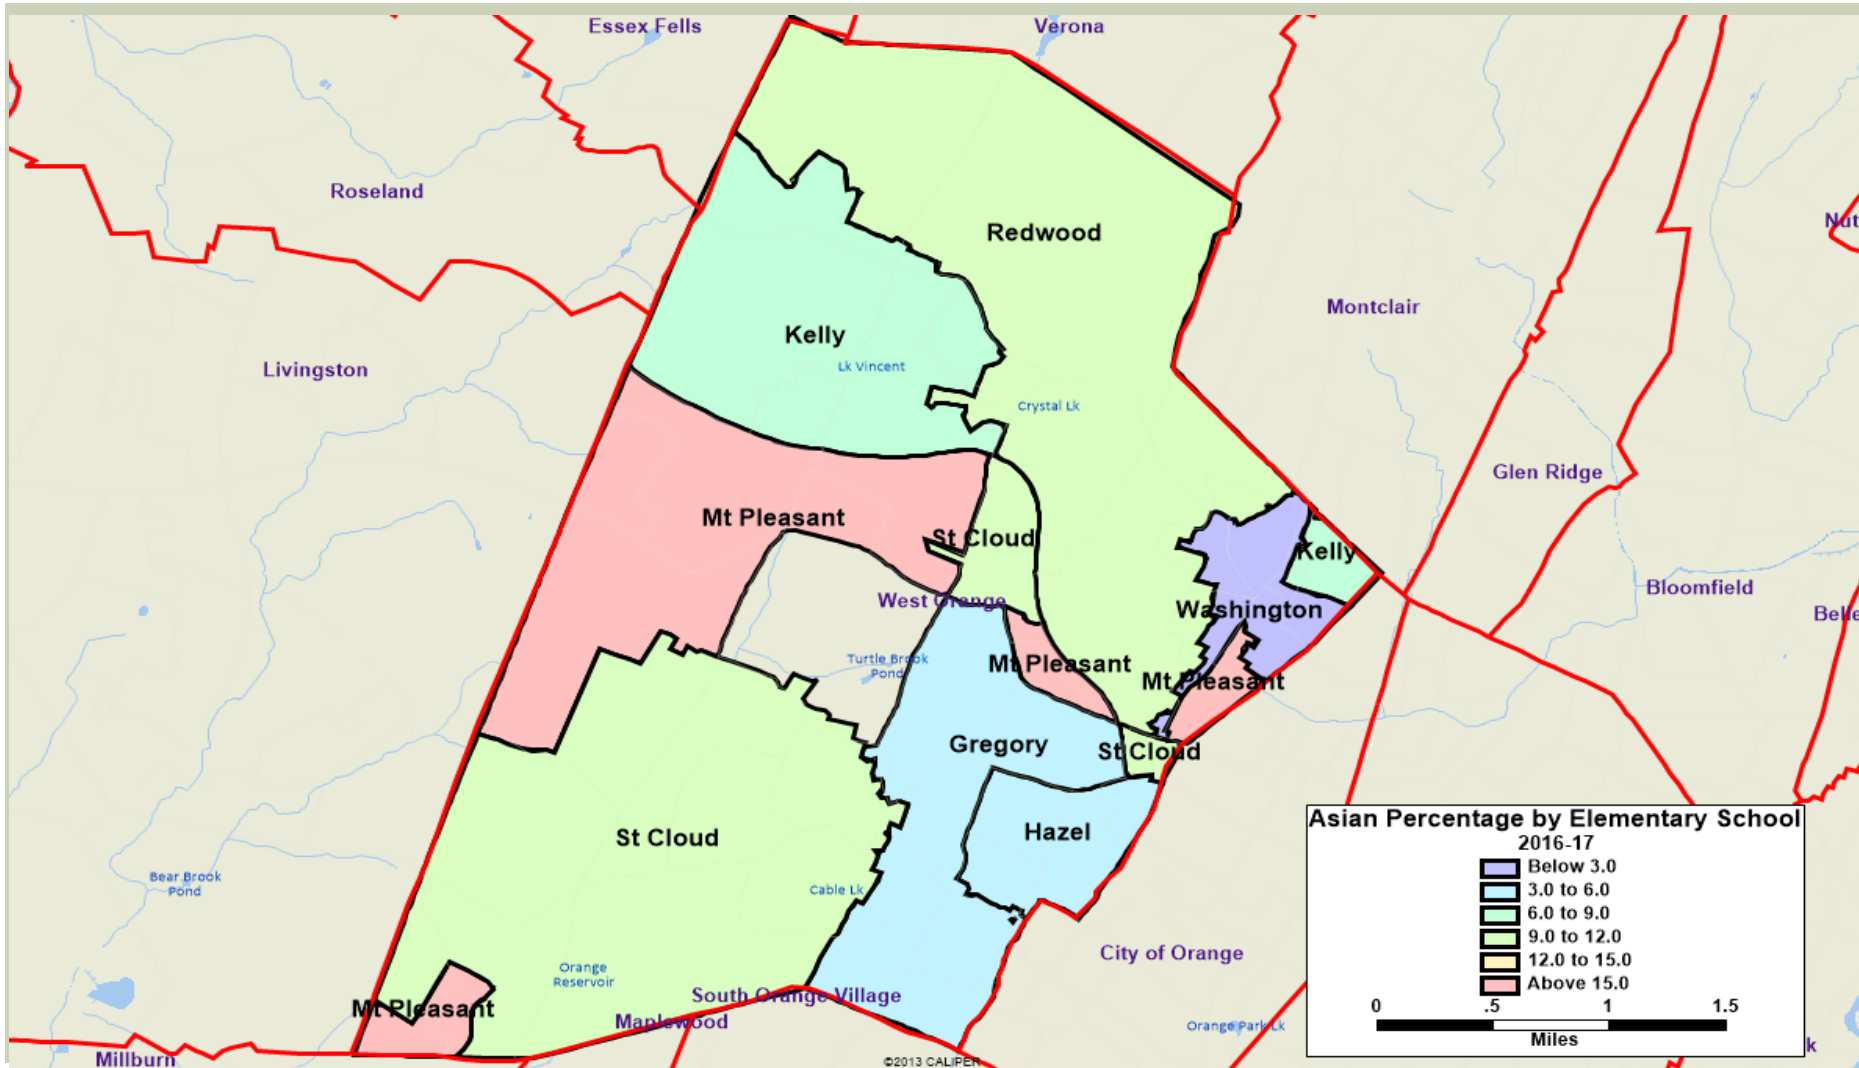 Essex Fells
Verona
Roseland
Nut
Redwood
Montclair
Kelly
Livingston
Lk Vincent
Crystal Lk
Glen Ridge
Mt Pleasant
St Cloud
Kelly
Bloomfield
West Orange
Washington
Belle
Turtle Brook
Pond
Mt Pleasant
Mt Pleasant
Gregory
St Cloud
Hazel
St Cloud
Bear Brook
Pond
Cable Lk
City of Orange
Orange
Reservoir
South Orange Village
Mt Pleasant
Maplewood
Orange Park Lk
Millburn
©2013 CALIPER
k
Asian Percentage by Elementary School
2016-17
Below 3.0
3.0 to 6.0
6.0 to 9.0
9.0 to 12.0
12.0 to 15.0
Above 15.0
0 .5 1 1.5
Miles